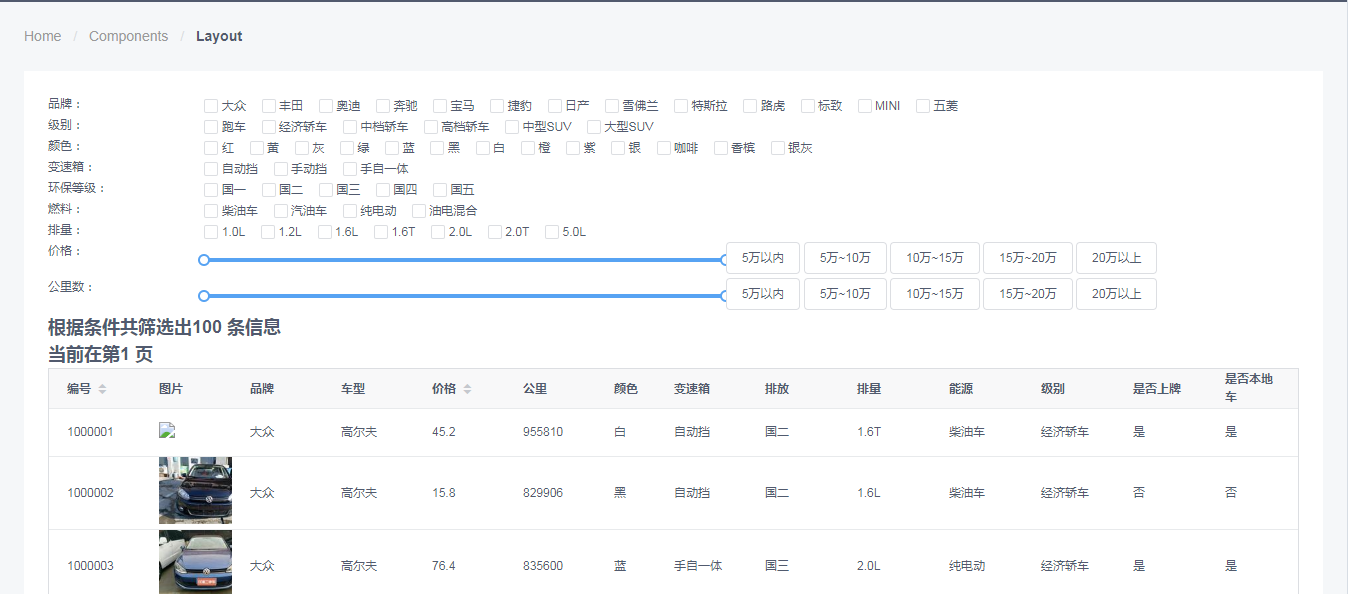 Home / Components / Layout
品牌： 大众 丰田 奥迪 奔驰 宝马 捷豹 日产 雪佛兰 特斯拉 路虎 标致 MINI 五菱
级别： 跑车 经济轿车 中档轿车 高档轿车 中型SUV 大型SUV
颜色： 红 黄 灰 绿 蓝 黑 白 橙 紫 银 咖啡 香槟 银灰
变速箱： 自动挡 手动挡 手自一体
环保等级： 国一 国二 国三 国四 国五
燃料： 柴油车 汽油车 纯电动 油电混合
排量： 1.0L 1.2L 1.6L 1.6T 2.0L 2.0T 5.0L
价格： 5万以内 5万~10万 10万~15万 15万~20万 20万以上
公里数： 5万以内 5万~10万 10万~15万 15万~20万 20万以上
根据条件共筛选出100 条信息
当前在第1 页
编号 图片 品牌 车型 价格 公里 颜色 变速箱 排放 排量 能源 级别 是否上牌 是否本地车
1000001 大众 高尔夫 45.2 955810 白 自动挡 国二 1.6T 柴油车 经济轿车 是 是
1000002 大众 高尔夫 15.8 829906 黑 自动挡 国二 1.6L 柴油车 经济轿车 否 否
1000003 大众 高尔夫 76.4 835600 蓝 手自一体 国三 2.0L 纯电动 经济轿车 是 是